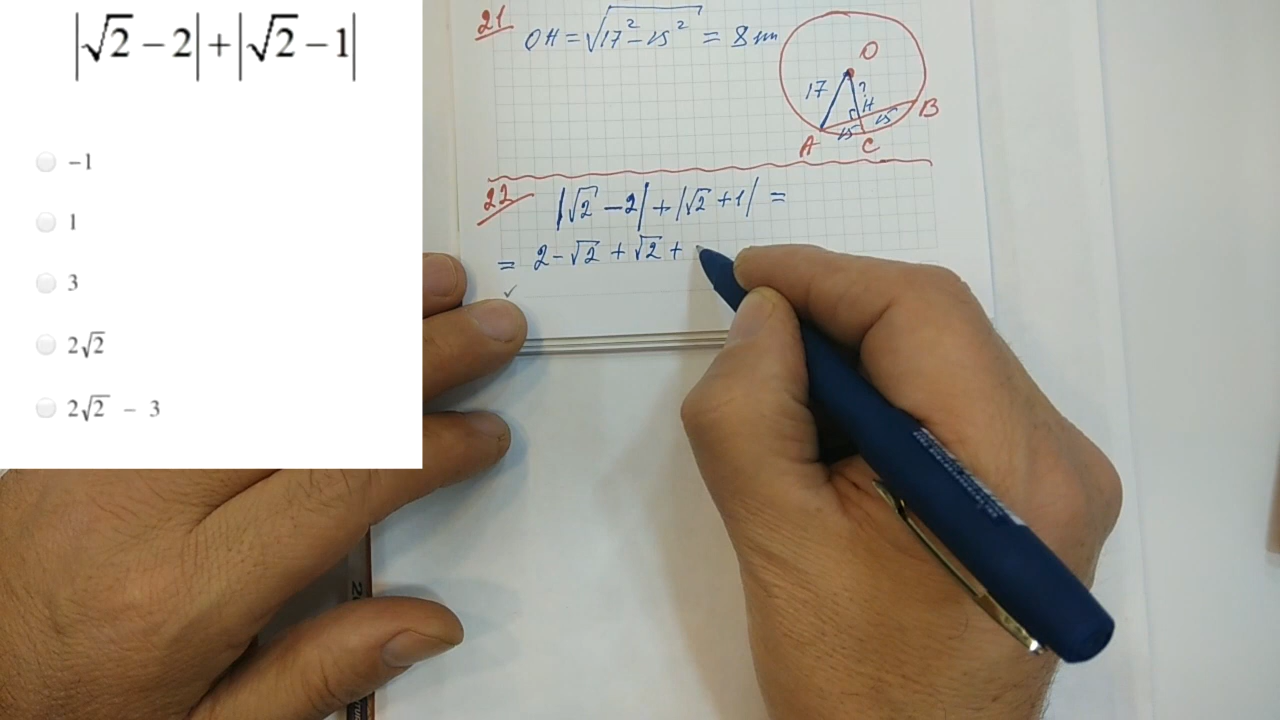 |√2 − 2| + |√2 − 1|
−1
1
3
2√2
2√2 − 3
21
OH = √17² − 15² = 8 m
O
17
?
H
B
15
15
A
C
22
|√2 − 2| + |√2 + 1| =
= 2 − √2 + √2 +